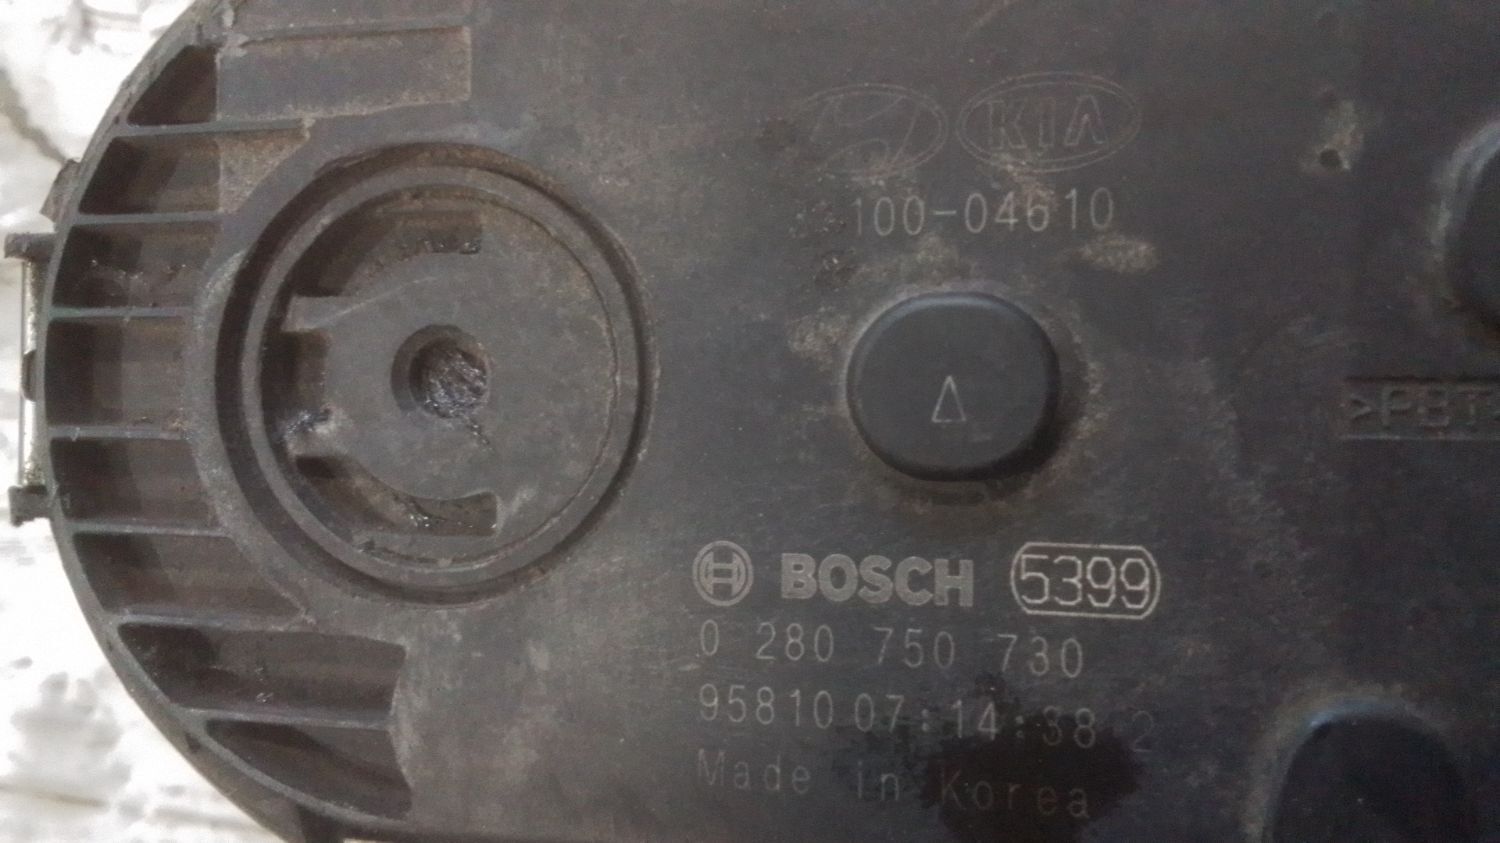 KIA
100-04610
Δ
>PBT<
BOSCH 5399
0 280 750 730
95810 07:14:38 2
Made in Korea